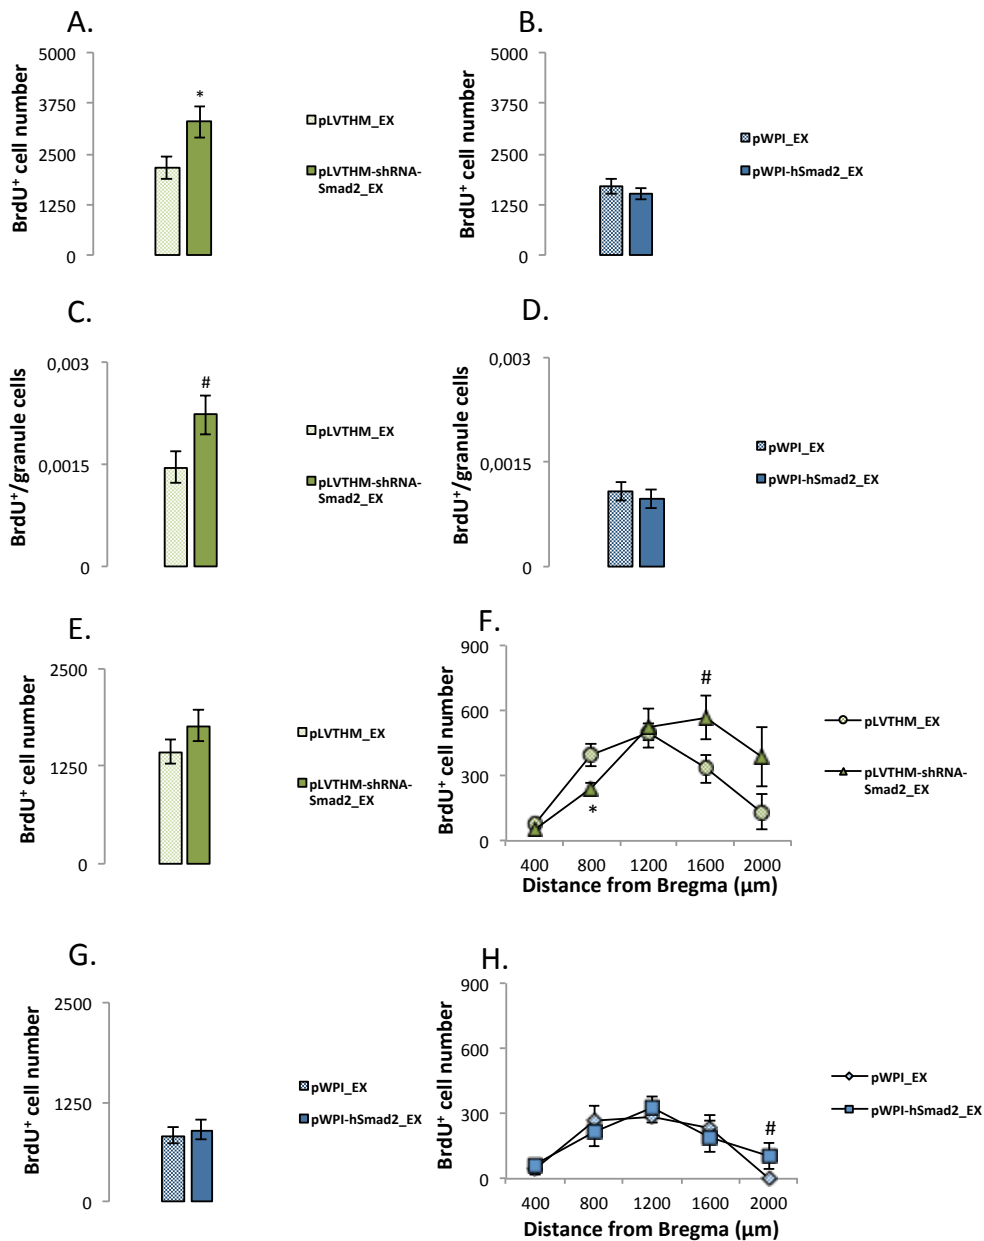 A.
BrdU⁺ cell number
5000
3750
2500
1250
0
*
pLVTHM_EX
pLVTHM-shRNA-
Smad2_EX
B.
BrdU⁺ cell number
5000
3750
2500
1250
0
pWPI_EX
pWPI-hSmad2_EX
C.
BrdU⁺/granule cells
0,003
0,0015
0
#
pLVTHM_EX
pLVTHM-shRNA-
Smad2_EX
D.
BrdU⁺/granule cells
0,003
0,0015
0
pWPI_EX
pWPI-hSmad2_EX
E.
BrdU⁺ cell number
2500
1250
0
pLVTHM_EX
pLVTHM-shRNA-
Smad2_EX
F.
BrdU⁺ cell number
900
600
300
0
#
*
400 800 1200 1600 2000
Distance from Bregma (µm)
pLVTHM_EX
pLVTHM-shRNA-
Smad2_EX
G.
BrdU⁺ cell number
2500
1250
0
pWPI_EX
pWPI-hSmad2_EX
H.
BrdU⁺ cell number
900
600
300
0
#
400 800 1200 1600 2000
Distance from Bregma (µm)
pWPI_EX
pWPI-hSmad2_EX